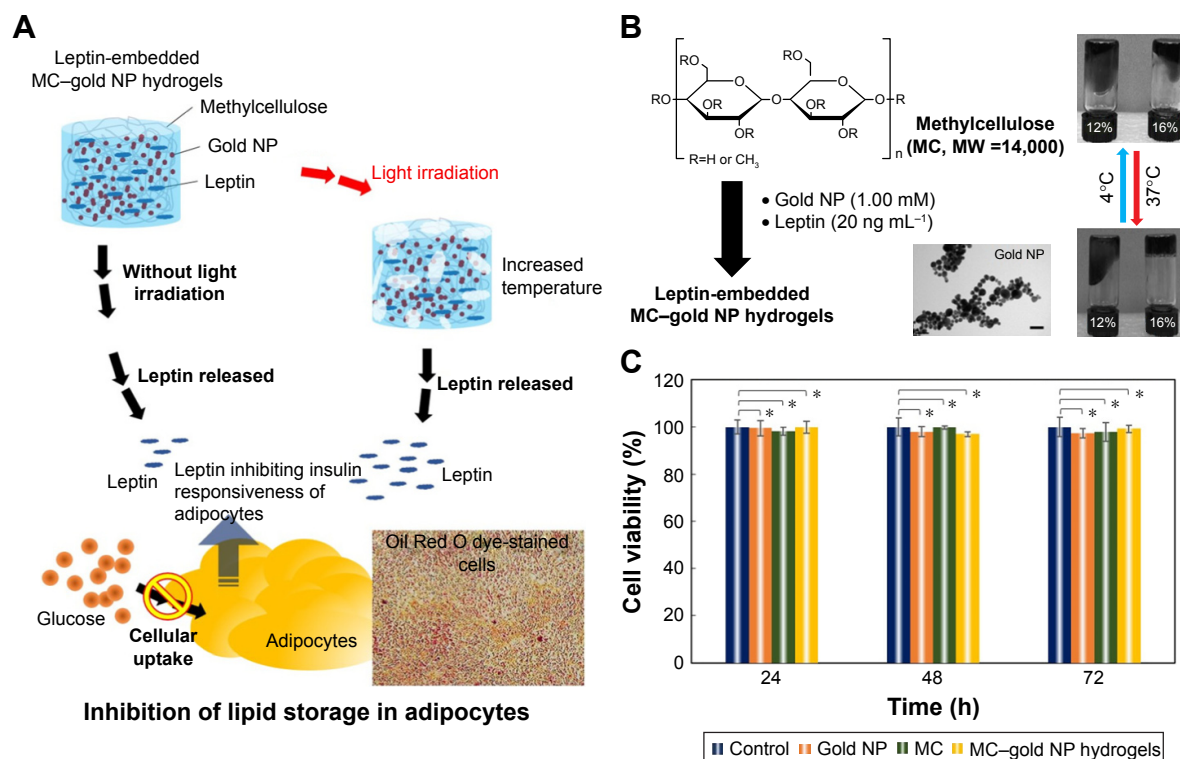 A
Leptin-embedded
MC–gold NP hydrogels
Methylcellulose
Gold NP
Leptin
Light irradiation
Without light
irradiation
Increased
temperature
Leptin released
Leptin released
Leptin
Leptin inhibiting insulin
responsiveness of
adipocytes
Leptin
Glucose
Cellular
uptake
Adipocytes
Oil Red O dye-stained
cells
Inhibition of lipid storage in adipocytes
B
RO
RO
RO
O
RO
OR
O
O
RO
OR
O
R
n
R=H or CH₃
Methylcellulose
(MC, MW =14,000)
• Gold NP (1.00 mM)
• Leptin (20 ng mL⁻¹)
Leptin-embedded
MC–gold NP hydrogels
Gold NP
12%
16%
4°C
37°C
12%
16%
C
Cell viability (%)
120
100
80
60
40
20
0
* * *
* * *
* * *
24
48
72
Time (h)
Control
Gold NP
MC
MC–gold NP hydrogels